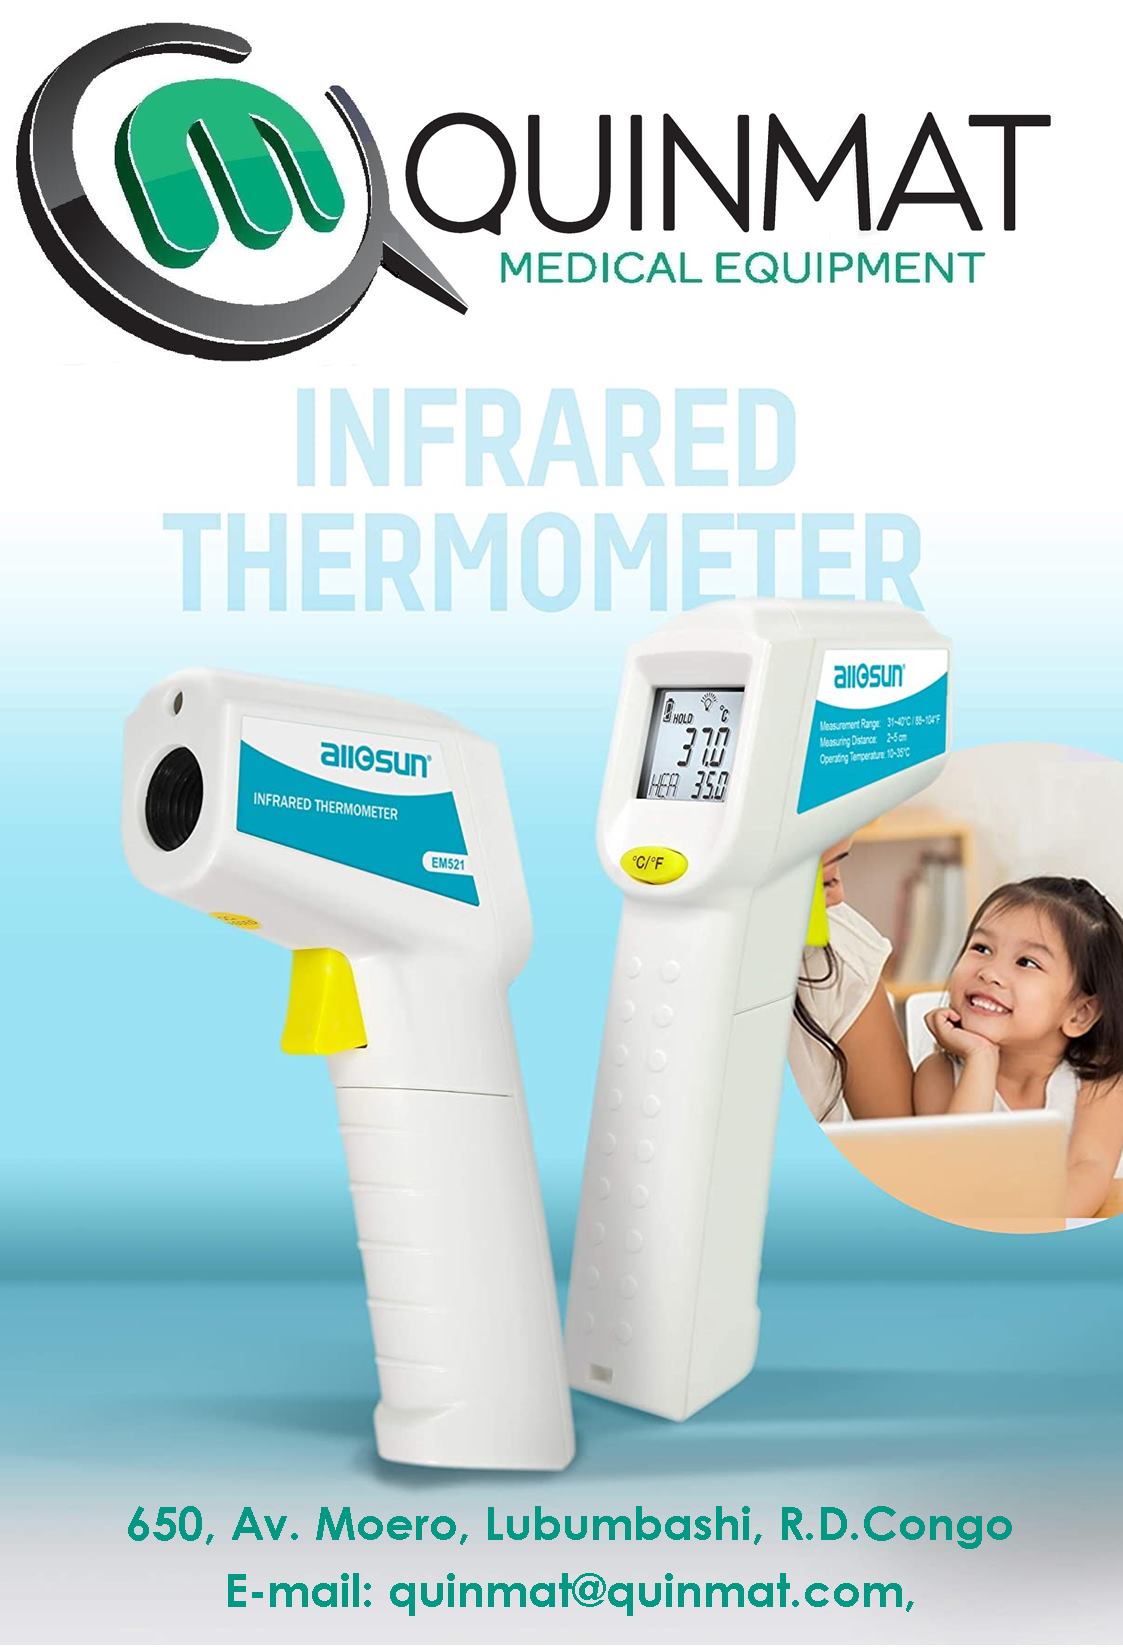 QUINMAT
MEDICAL EQUIPMENT
INFRARED
THERMOMETER
allosun
INFRARED THERMOMETER
EM521
HOLD °C
37.0
HEA 35.0
°C/°F
allosun
Measurement Range: 31~40°C / 88~104°F
Measuring Distance: 2~5 cm
Operating Temperature: 10~35°C
650, Av. Moero, Lubumbashi, R.D.Congo
E-mail: quinmat@quinmat.com,